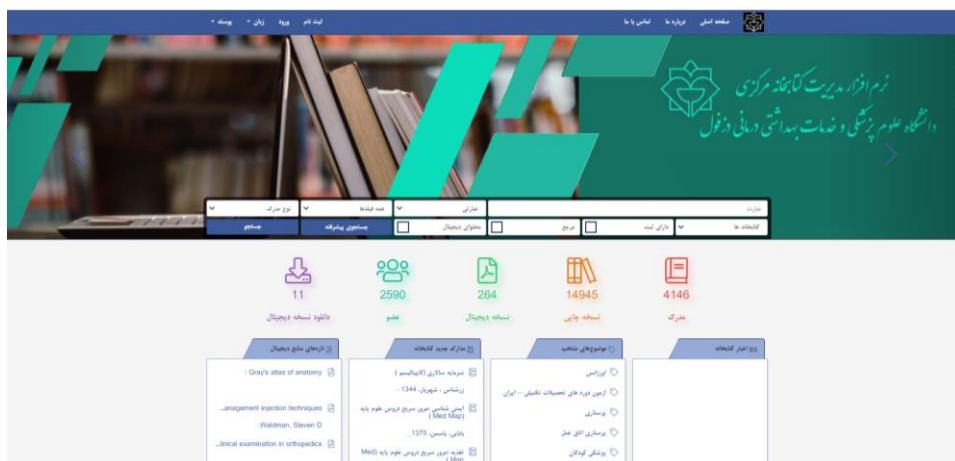 صفحه اصلی درباره ما تماس با ما
ثبت نام ورود زبان پوسته
نرم افزار مدیریت کتابخانه مرکزی
دانشگاه علوم پزشکی و خدمات بهداشتی درمانی دزفول
عبارت عبارتی همه فیلدها نوع مدرک
کتابخانه ها دارای ثبت مرجع محتوای دیجیتال جستجوی پیشرفته جستجو
4146 14945 264 2590 11
مدرک نسخه چاپی نسخه دیجیتال عضو دانلود نسخه دیجیتال
اخبار کتابخانه
موضوع‌های منتخب
اورژانس
آزمون دوره های تحصیلات تکمیلی -- ایران
پرستاری
پرستاری اتاق عمل
پزشکی کودکان
مدارک جدید کتابخانه
سرمایه سالاری (کاپیتالیسم )
زرشناس ، شهریار، 1344 -
ایمنی شناسی :مرور سریع دروس علوم پایه
(Med Map )
بابایی، یاسمن، 1375_
تغذیه :مرور سریع دروس علوم پایه (Med
Map )
تازه‌های منابع دیجیتال
Gray's atlas of anatomy /
...anagement injection techniques
Waldman, Steven D.
...linical examination in orthopedics